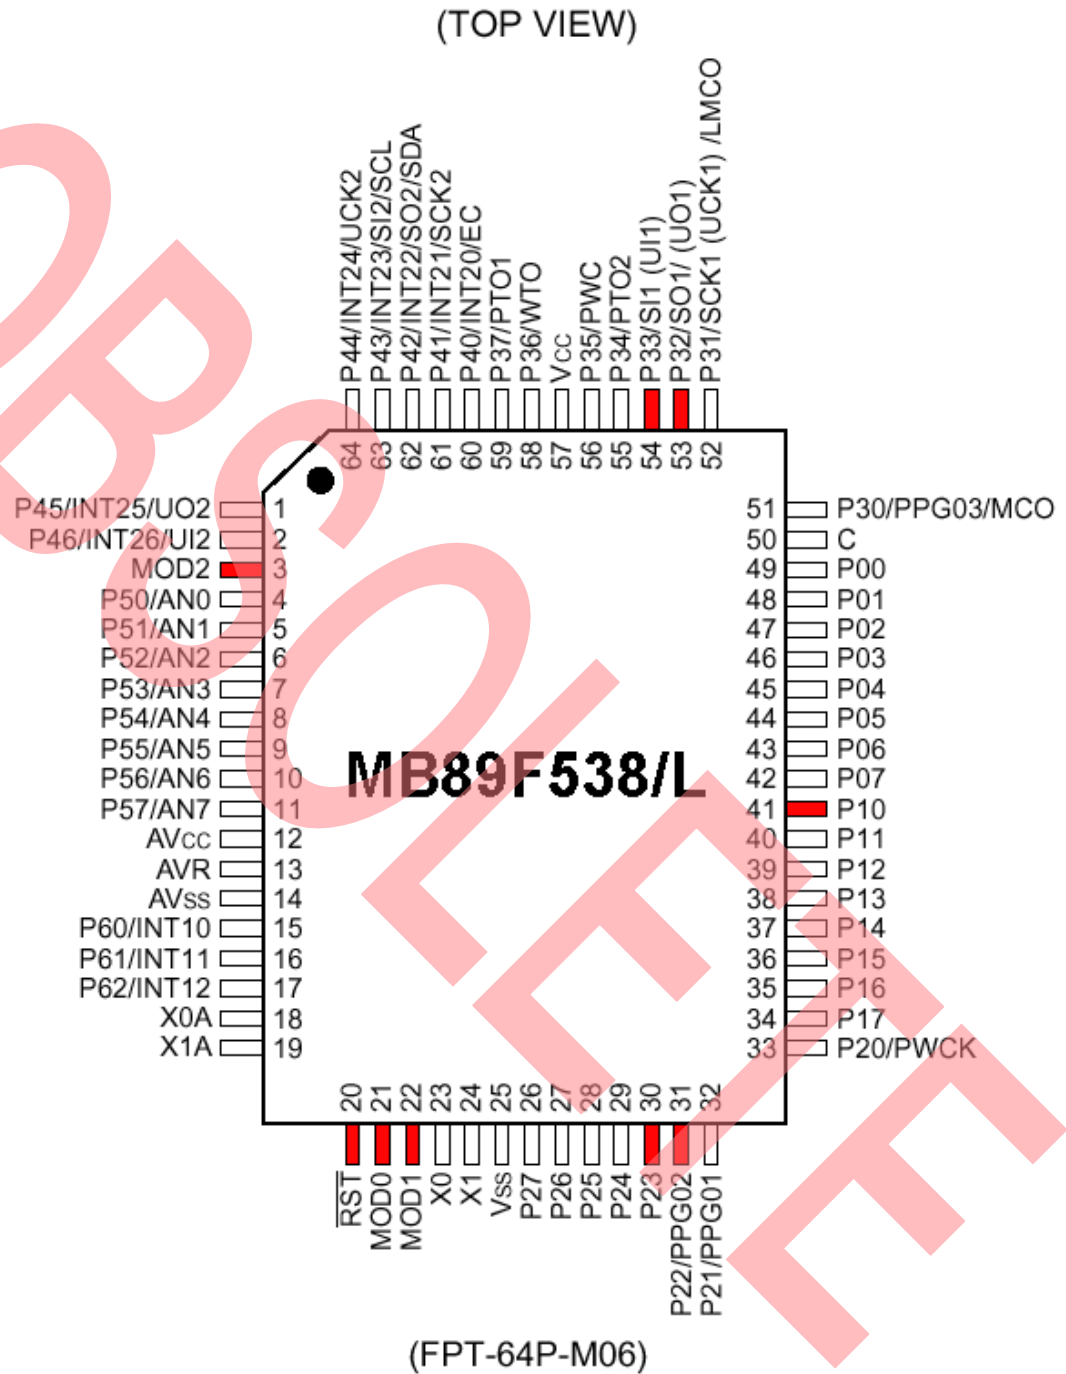 (TOP VIEW)
P44/INT24/UCK2
P43/INT23/SI2/SCL
P42/INT22/SO2/SDA
P41/INT21/SCK2
P40/INT20/EC
P37/PTO1
P36/WTO
Vcc
P35/PWC
P34/PTO2
P33/SI1 (UI1)
P32/SO1/ (UO1)
P31/SCK1 (UCK1) /LMCO
64 63 62 61 60 59 58 57 56 55 54 53 52
P45/INT25/UO2 1 51 P30/PPG03/MCO
P46/INT26/UI2 2 50 C
MOD2 3 49 P00
P50/AN0 4 48 P01
P51/AN1 5 47 P02
P52/AN2 6 46 P03
P53/AN3 7 45 P04
P54/AN4 8 44 P05
P55/AN5 9 43 P06
MB89F538/L
P56/AN6 10 42 P07
P57/AN7 11 41 P10
AVcc 12 40 P11
AVR 13 39 P12
AVss 14 38 P13
P60/INT10 15 37 P14
P61/INT11 16 36 P15
P62/INT12 17 35 P16
X0A 18 34 P17
X1A 19 33 P20/PWCK
20 21 22 23 24 25 26 27 28 29 30 31 32
RST
MOD0
MOD1
X0
X1
Vss
P27
P26
P25
P24
P23
P22/PPG02
P21/PPG01
(FPT-64P-M06)
OBSOLETE